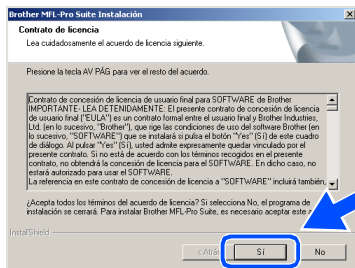 Brother MFL-Pro Suite Instalación
Contrato de licencia
Lea cuidadosamente el acuerdo de licencia siguiente.
Presione la tecla AV PÁG para ver el resto del acuerdo.
Contrato de concesión de licencia de usuario final para SOFTWARE de Brother
IMPORTANTE- LEA DETENIDAMENTE: El presente contrato de concesión de licencia
de usuario final ("EULA") es un contrato formal entre el usuario final y Brother Industries,
Ltd. (en lo sucesivo, "Brother"), que rige las condiciones de uso del software Brother (en
lo sucesivo, "SOFTWARE") que se instalará si pulsa el botón "Yes" (Sí) de este cuadro
de diálogo. Al pulsar "Yes" (Sí), usted admite expresamente quedar vinculado por el
presente contrato. Si no está de acuerdo con los términos recogidos en el presente
contrato, no obtendrá la concesión de licencia para el SOFTWARE. En dicho caso, no
estará autorizado para usar el SOFTWARE.
La referencia en este contrato de concesión de licencia a "SOFTWARE" incluirá también,
¿Acepta todos los términos del acuerdo de licencia? Si selecciona No, el programa de
instalación se cerrará. Para instalar Brother MFL-Pro Suite, es necesario aceptar este
InstallShield
< Atrás Sí No